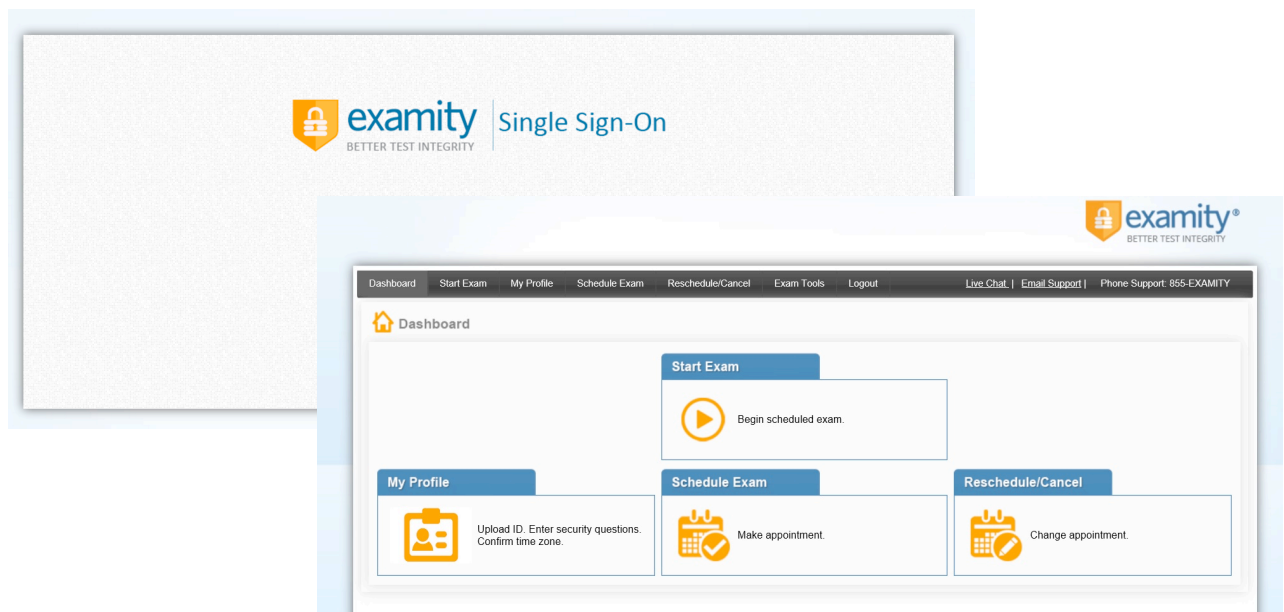 examity
BETTER TEST INTEGRITY
Single Sign-On
examity®
BETTER TEST INTEGRITY
Dashboard Start Exam My Profile Schedule Exam Reschedule/Cancel Exam Tools Logout Live Chat | Email Support | Phone Support: 855-EXAMITY
Dashboard
Start Exam
Begin scheduled exam.
My Profile
Upload ID. Enter security questions.
Confirm time zone.
Schedule Exam
Make appointment.
Reschedule/Cancel
Change appointment.